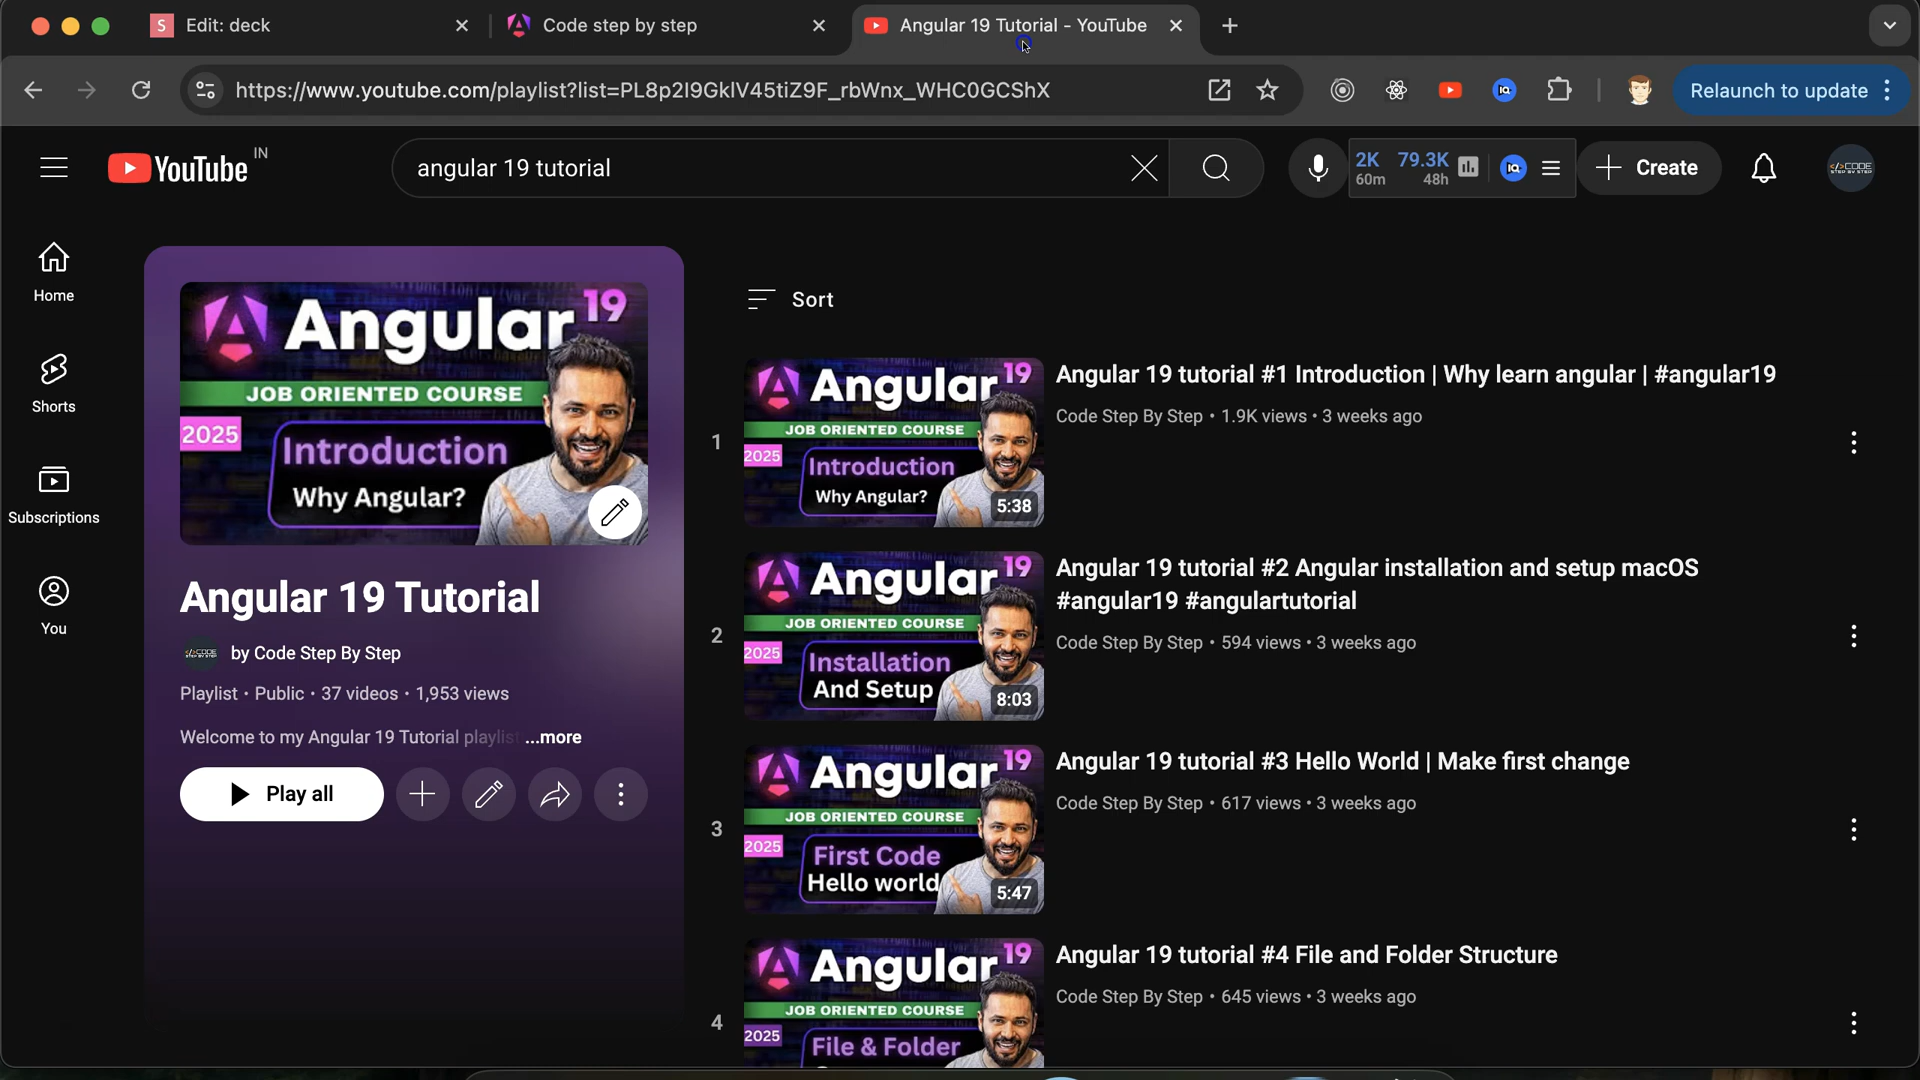 S Edit: deck
Code step by step
Angular 19 Tutorial - YouTube
https://www.youtube.com/playlist?list=PL8p2I9GklV45tiZ9F_rbWnx_WHC0GCShX
Relaunch to update
YouTube IN
angular 19 tutorial
2K 79.3K
60m 48h
IQ
Create
Home
Shorts
Subscriptions
You
Angular 19
JOB ORIENTED COURSE
2025
Introduction
Why Angular?
Angular 19 Tutorial
by Code Step By Step
Playlist • Public • 37 videos • 1,953 views
Welcome to my Angular 19 Tutorial playlis ...more
Play all
Sort
1
Angular 19
JOB ORIENTED COURSE
2025
Introduction
Why Angular?
5:38
Angular 19 tutorial #1 Introduction | Why learn angular | #angular19
Code Step By Step • 1.9K views • 3 weeks ago
2
Angular 19
JOB ORIENTED COURSE
2025
Installation
And Setup
8:03
Angular 19 tutorial #2 Angular installation and setup macOS
#angular19 #angulartutorial
Code Step By Step • 594 views • 3 weeks ago
3
Angular 19
JOB ORIENTED COURSE
2025
First Code
Hello world
5:47
Angular 19 tutorial #3 Hello World | Make first change
Code Step By Step • 617 views • 3 weeks ago
4
Angular 19
JOB ORIENTED COURSE
2025
File & Folder
Angular 19 tutorial #4 File and Folder Structure
Code Step By Step • 645 views • 3 weeks ago